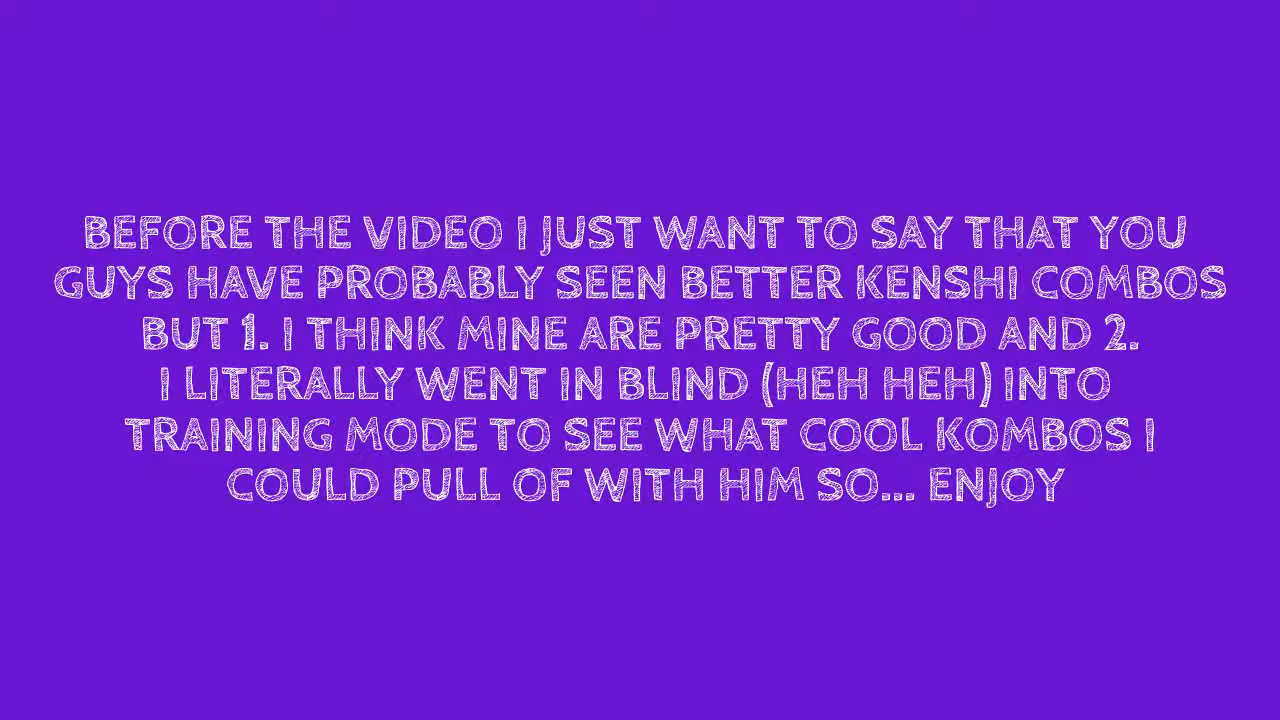 BEFORE THE VIDEO I JUST WANT TO SAY THAT YOU
GUYS HAVE PROBABLY SEEN BETTER KENSHI COMBOS
BUT 1. I THINK MINE ARE PRETTY GOOD AND 2.
I LITERALLY WENT IN BLIND (HEH HEH) INTO
TRAINING MODE TO SEE WHAT COOL KOMBOS I
COULD PULL OF WITH HIM SO... ENJOY